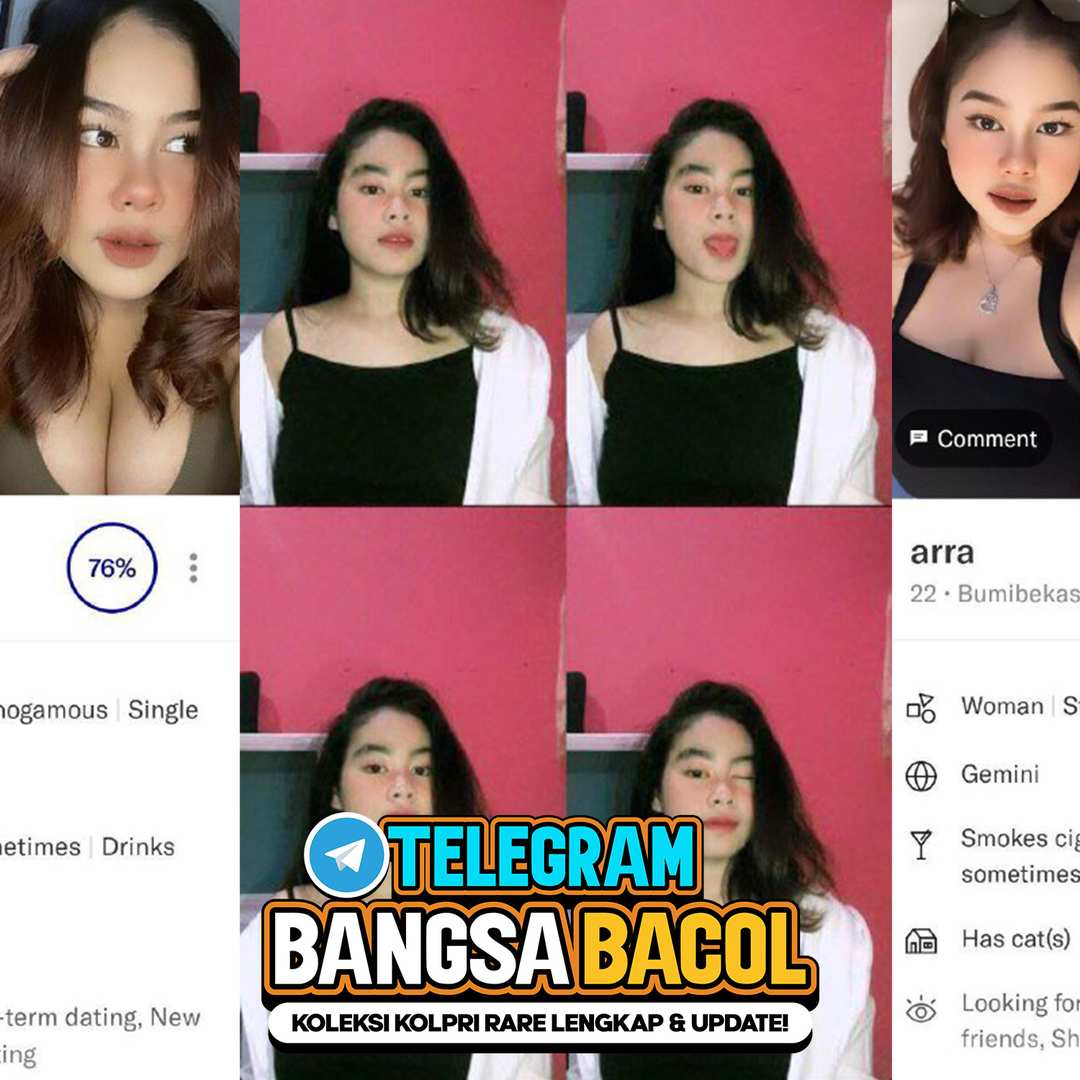 Comment
76%
arra
22 • Bumibekas
nogamous | Single
Woman | S
Gemini
netimes | Drinks
Smokes cig
sometimes
Has cat(s)
-term dating, New
ting
Looking for
friends, Sh
TELEGRAM
BANGSA BACOL
KOLEKSI KOLPRI RARE LENGKAP & UPDATE!